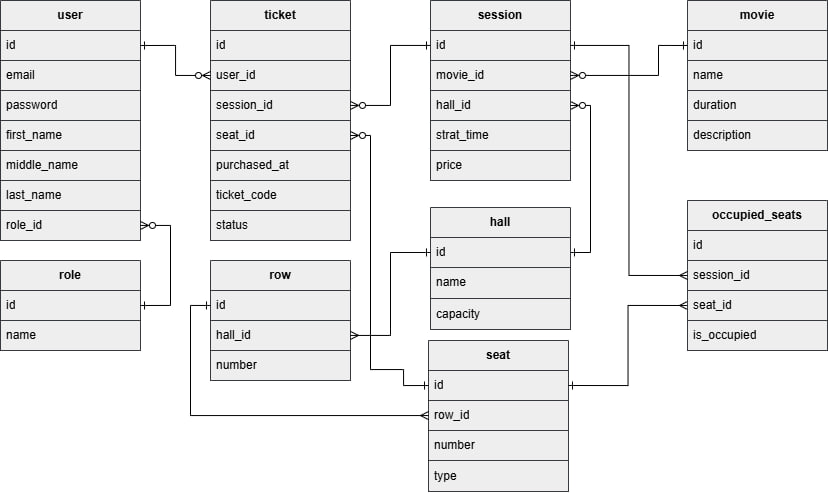 user
id
email
password
first_name
middle_name
last_name
role_id
role
id
name
ticket
id
user_id
session_id
seat_id
purchased_at
ticket_code
status
row
id
hall_id
number
session
id
movie_id
hall_id
strat_time
price
hall
id
name
capacity
seat
id
row_id
number
type
movie
id
name
duration
description
occupied_seats
id
session_id
seat_id
is_occupied